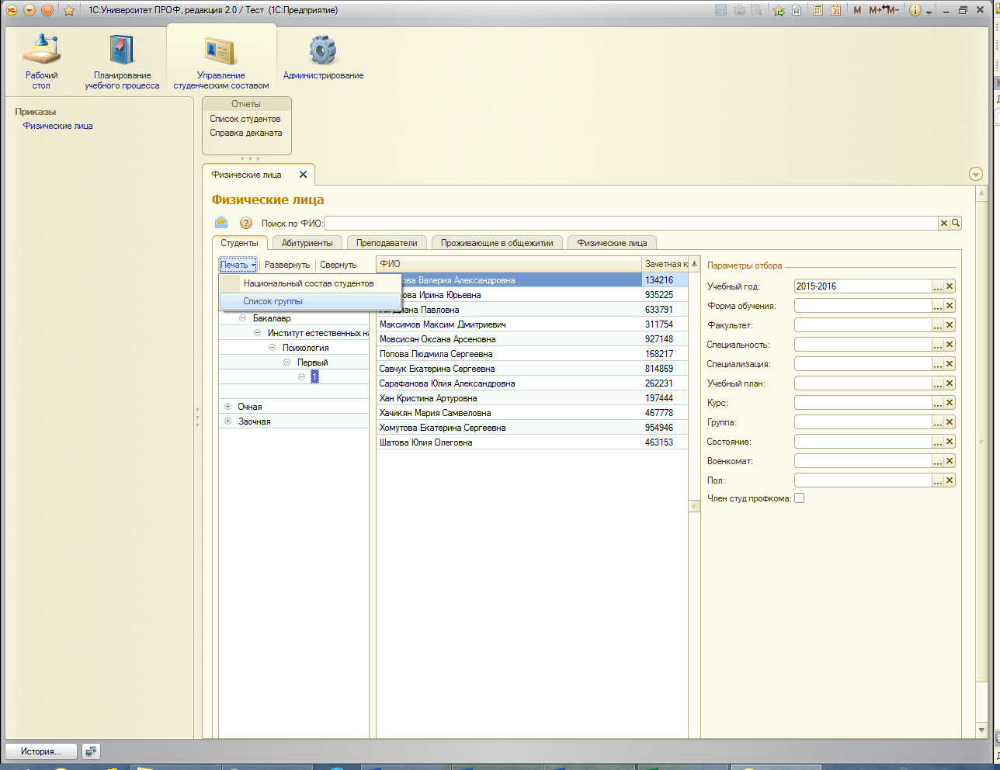 1С:Университет ПРОФ, редакция 2.0 / Тест (1С:Предприятие)
M M+ M-
Рабочий
стол
Планирование
учебного процесса
Управление
студенческим составом
Администрирование
Приказы
Физические лица
Отчеты
Список студентов
Справка деканата
Физические лица
Физические лица
Поиск по ФИО:
Студенты Абитуриенты Преподаватели Проживающие в общежитии Физические лица
Печать Развернуть Свернуть
Национальный состав студентов
Список группы
Бакалавр
Институт естественных на
Психология
Первый
1
Очная
Заочная
ФИО Зачетная к
ова Валерия Александровна 134216
ова Ирина Юрьевна 935225
Диана Павловна 633791
Максимов Максим Дмитриевич 311754
Мовсисян Оксана Арсеновна 927148
Попова Людмила Сергеевна 168217
Савчук Екатерина Сергеевна 814869
Сарафанова Юлия Александровна 262231
Хан Кристина Артуровна 197444
Хачикян Мария Самвеловна 467778
Хомутова Екатерина Сергеевна 954946
Шатова Юлия Олеговна 463153
Параметры отбора
Учебный год: 2015-2016
Форма обучения:
Факультет:
Специальность:
Специализация:
Учебный план:
Курс:
Группа:
Состояние:
Военкомат:
Пол:
Член студ профкома:
История...